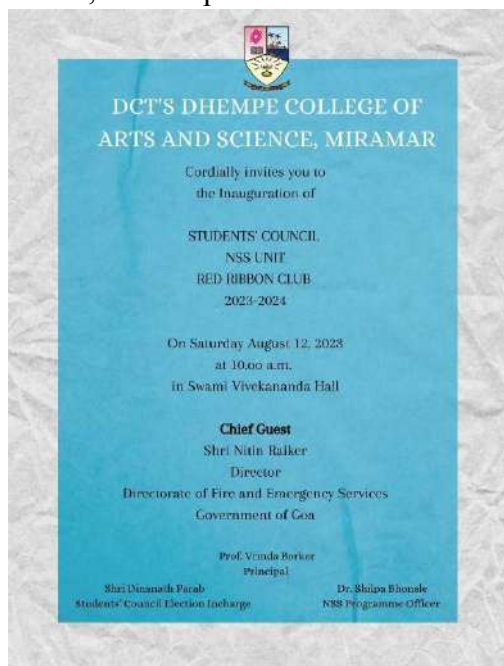 DCT'S DHEMPE COLLEGE OF
ARTS AND SCIENCE, MIRAMAR
Cordially invites you to
the Inauguration of
STUDENTS' COUNCIL
NSS UNIT
RED RIBBON CLUB
2023-2024
On Saturday August 12, 2023
at 10.00 a.m.
in Swami Vivekananda Hall
Chief Guest
Shri Nitin Raiker
Director
Directorate of Fire and Emergency Services
Government of Goa
Prof. Vrinda Borker
Principal
Shri Dinanath Parab
Students' Council Election Incharge
Dr. Shilpa Bhonsle
NSS Programme Officer